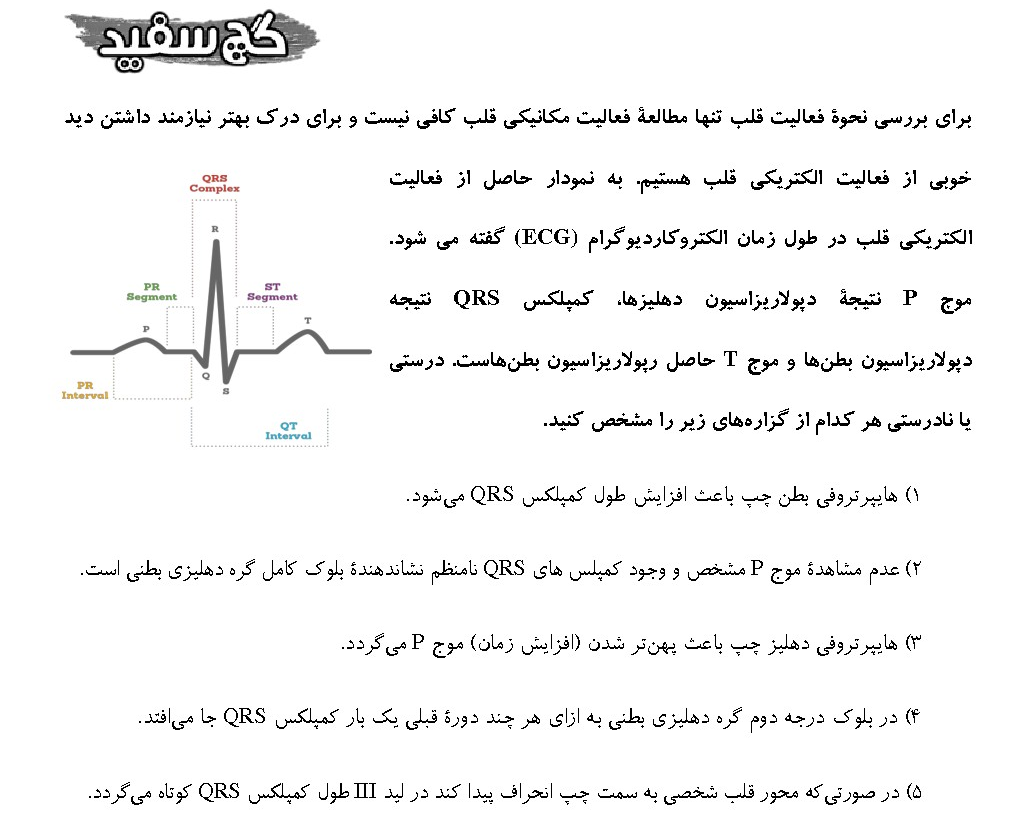 گچ سفید
برای بررسی نحوۀ فعالیت قلب تنها مطالعۀ فعالیت مکانیکی قلب کافی نیست و برای درک بهتر نیازمند داشتن دید
خوبی از فعالیت الکتریکی قلب هستیم. به نمودار حاصل از فعالیت
الکتریکی قلب در طول زمان الکتروکاردیوگرام (ECG) گفته می شود.
موج P نتیجۀ دپولاریزاسیون دهلیزها، کمپلکس QRS نتیجه
دپولاریزاسیون بطن‌ها و موج T حاصل رپولاریزاسیون بطن‌هاست. درستی
یا نادرستی هر کدام از گزاره‌های زیر را مشخص کنید.
QRS
Complex
R
PR
Segment
ST
Segment
P
T
Q
S
PR
Interval
QT
Interval
۱) هایپرتروفی بطن چپ باعث افزایش طول کمپلکس QRS می‌شود.
۲) عدم مشاهدۀ موج P مشخص و وجود کمپلس های QRS نامنظم نشاندهندۀ بلوک کامل گره دهلیزی بطنی است.
۳) هایپرتروفی دهلیز چپ باعث پهن‌تر شدن (افزایش زمان) موج P می‌گردد.
۴) در بلوک درجه دوم گره دهلیزی بطنی به ازای هر چند دورۀ قبلی یک بار کمپلکس QRS جا می‌افتد.
۵) در صورتی‌که محور قلب شخصی به سمت چپ انحراف پیدا کند در لید III طول کمپلکس QRS کوتاه می‌گردد.